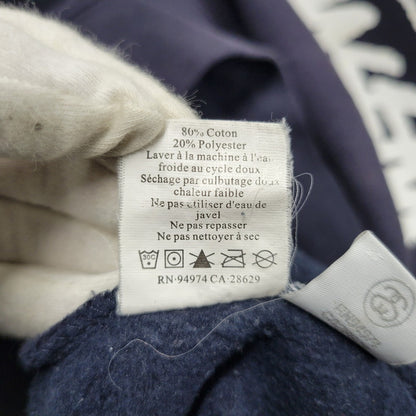 80% Coton
20% Polyester
Laver à la machine à l'eau
froide au cycle doux
Séchage par culbutage doux
chaleur faible
Ne pas utiliser d'eau de
javel
Ne pas repasser
Ne pas nettoyer à sec
30C
RN·94974 CA·28629